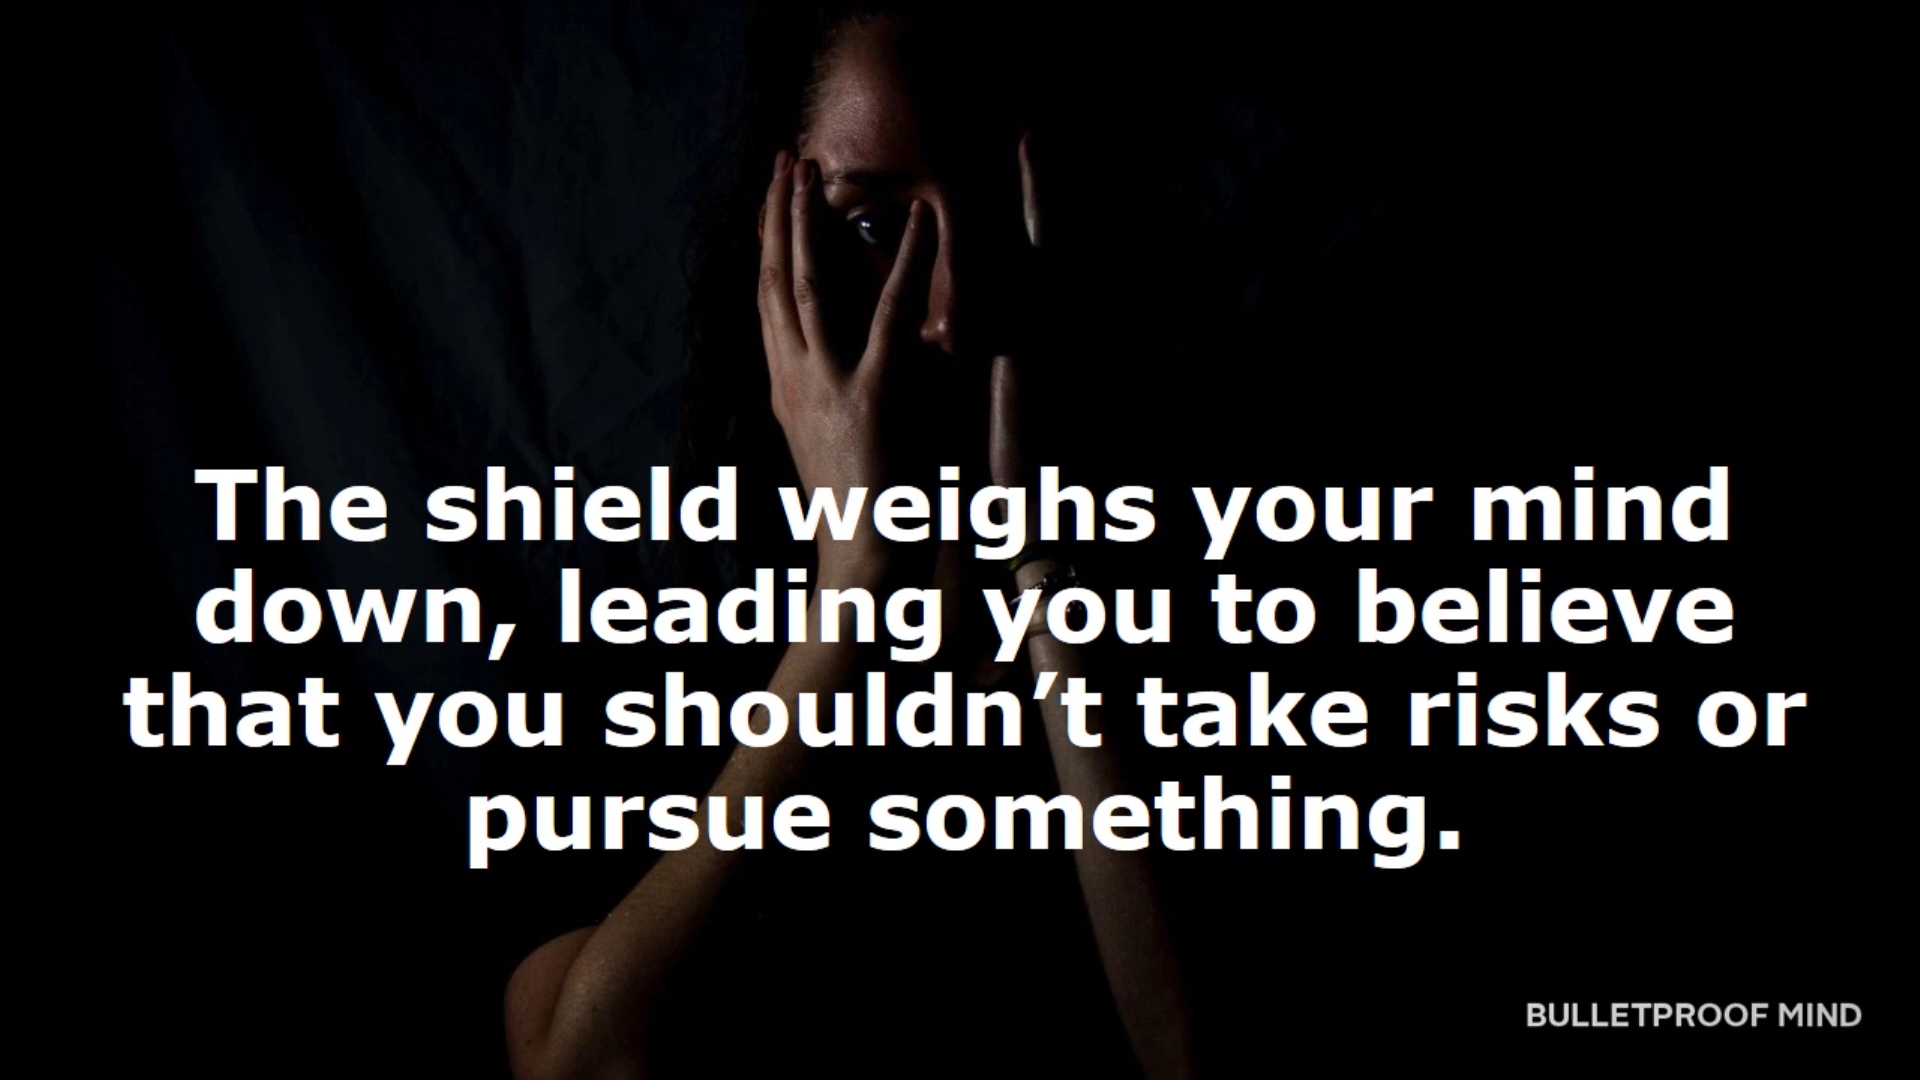 The shield weighs your mind
down, leading you to believe
that you shouldn’t take risks or
pursue something.
BULLETPROOF MIND